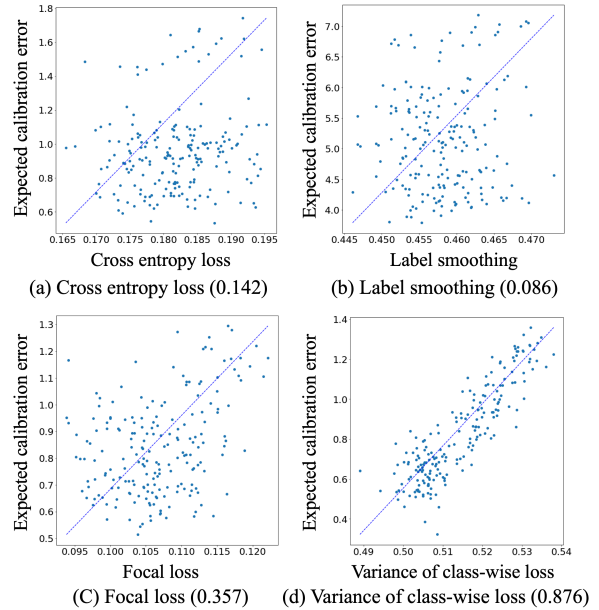 Expected calibration error
1.8
1.6
1.4
1.2
1.0
0.8
0.6
0.165 0.170 0.175 0.180 0.185 0.190 0.195
Cross entropy loss
(a) Cross entropy loss (0.142)
Expected calibration error
7.0
6.5
6.0
5.5
5.0
4.5
4.0
0.445 0.450 0.455 0.460 0.465 0.470
Label smoothing
(b) Label smoothing (0.086)
Expected calibration error
1.3
1.2
1.1
1.0
0.9
0.8
0.7
0.6
0.5
0.095 0.100 0.105 0.110 0.115 0.120
Focal loss
(C) Focal loss (0.357)
Expected calibration error
1.4
1.2
1.0
0.8
0.6
0.4
0.49 0.50 0.51 0.52 0.53 0.54
Variance of class-wise loss
(d) Variance of class-wise loss (0.876)